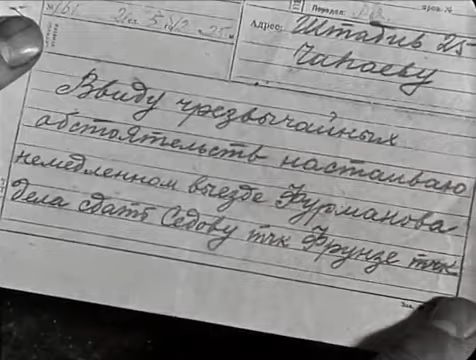 Адрес: Штадив 25
Чапаеву
Ввиду чрезвычайных
обстоятельств настаиваю
немедленном выезде Фурманова
дела сдать Седову тчк Фрунзе тчк